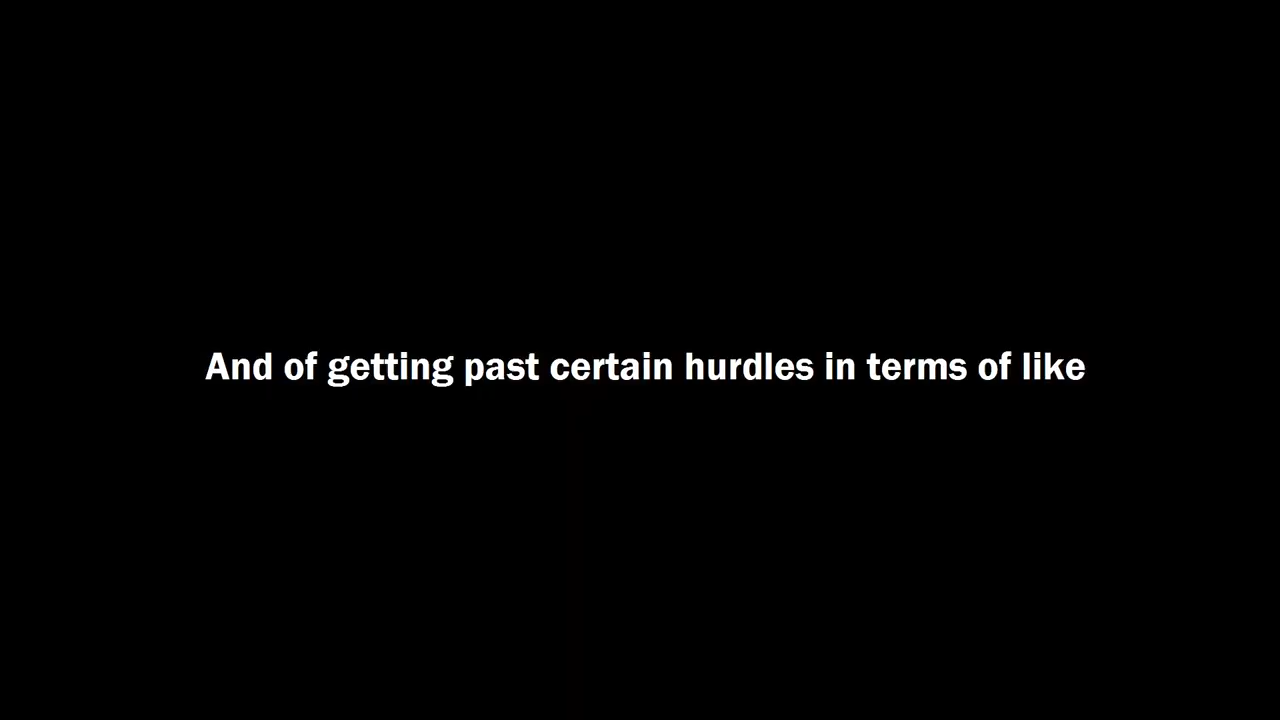 And of getting past certain hurdles in terms of like